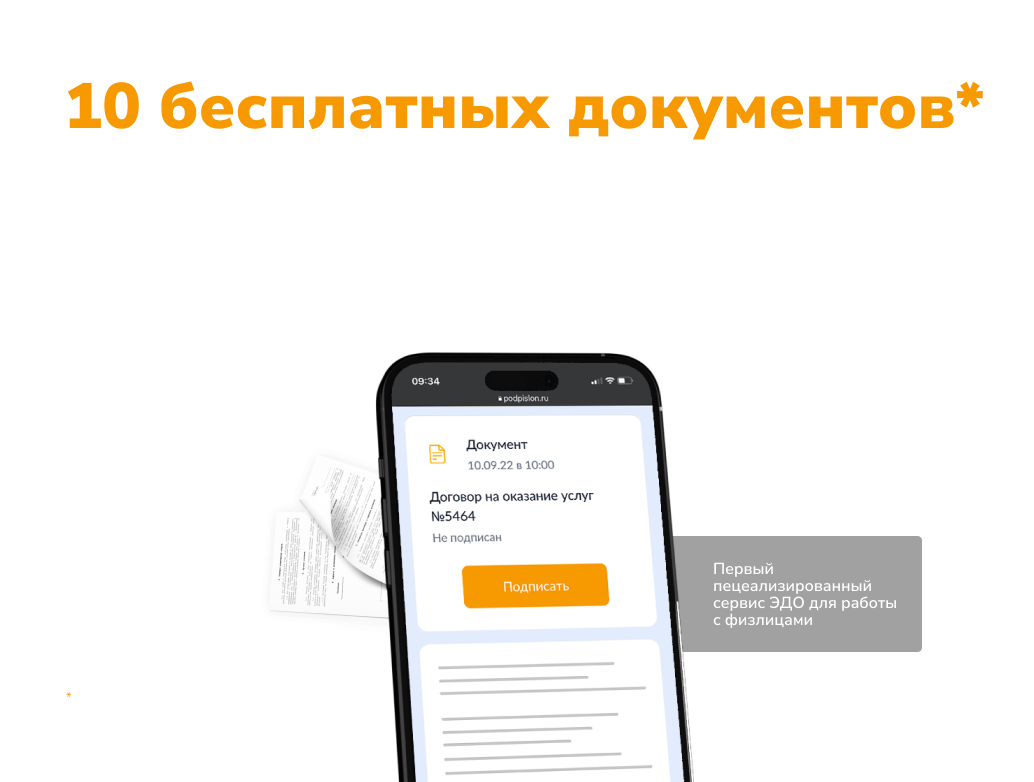 10 бесплатных документов*
09:34
podpislon.ru
Документ
10.09.22 в 10:00
Договор на оказание услуг
№5464
Не подписан
Подписать
Первый
пецеализированный
сервис ЭДО для работы
с физлицами
*